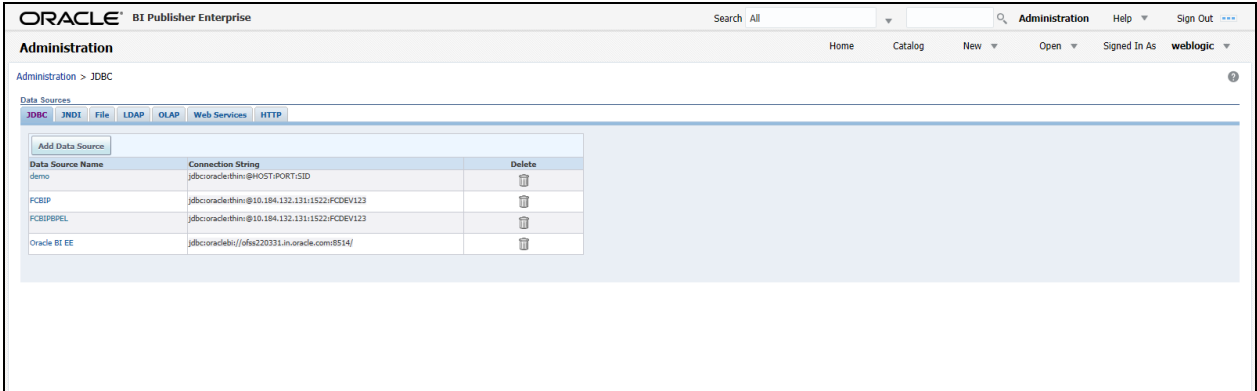 ORACLE® BI Publisher Enterprise Search All Administration Help Sign Out
Administration Home Catalog New Open Signed In As weblogic
Administration > JDBC
Data Sources
JDBC JNDI File LDAP OLAP Web Services HTTP
Add Data Source
Data Source Name Connection String Delete
demo jdbc:oracle:thin:@HOST:PORT:SID
FCBIP jdbc:oracle:thin:@10.184.132.131:1522:FCDEV123
FCBIPBPEL jdbc:oracle:thin:@10.184.132.131:1522:FCDEV123
Oracle BI EE jdbc:oraclebi://ofss220331.in.oracle.com:8514/